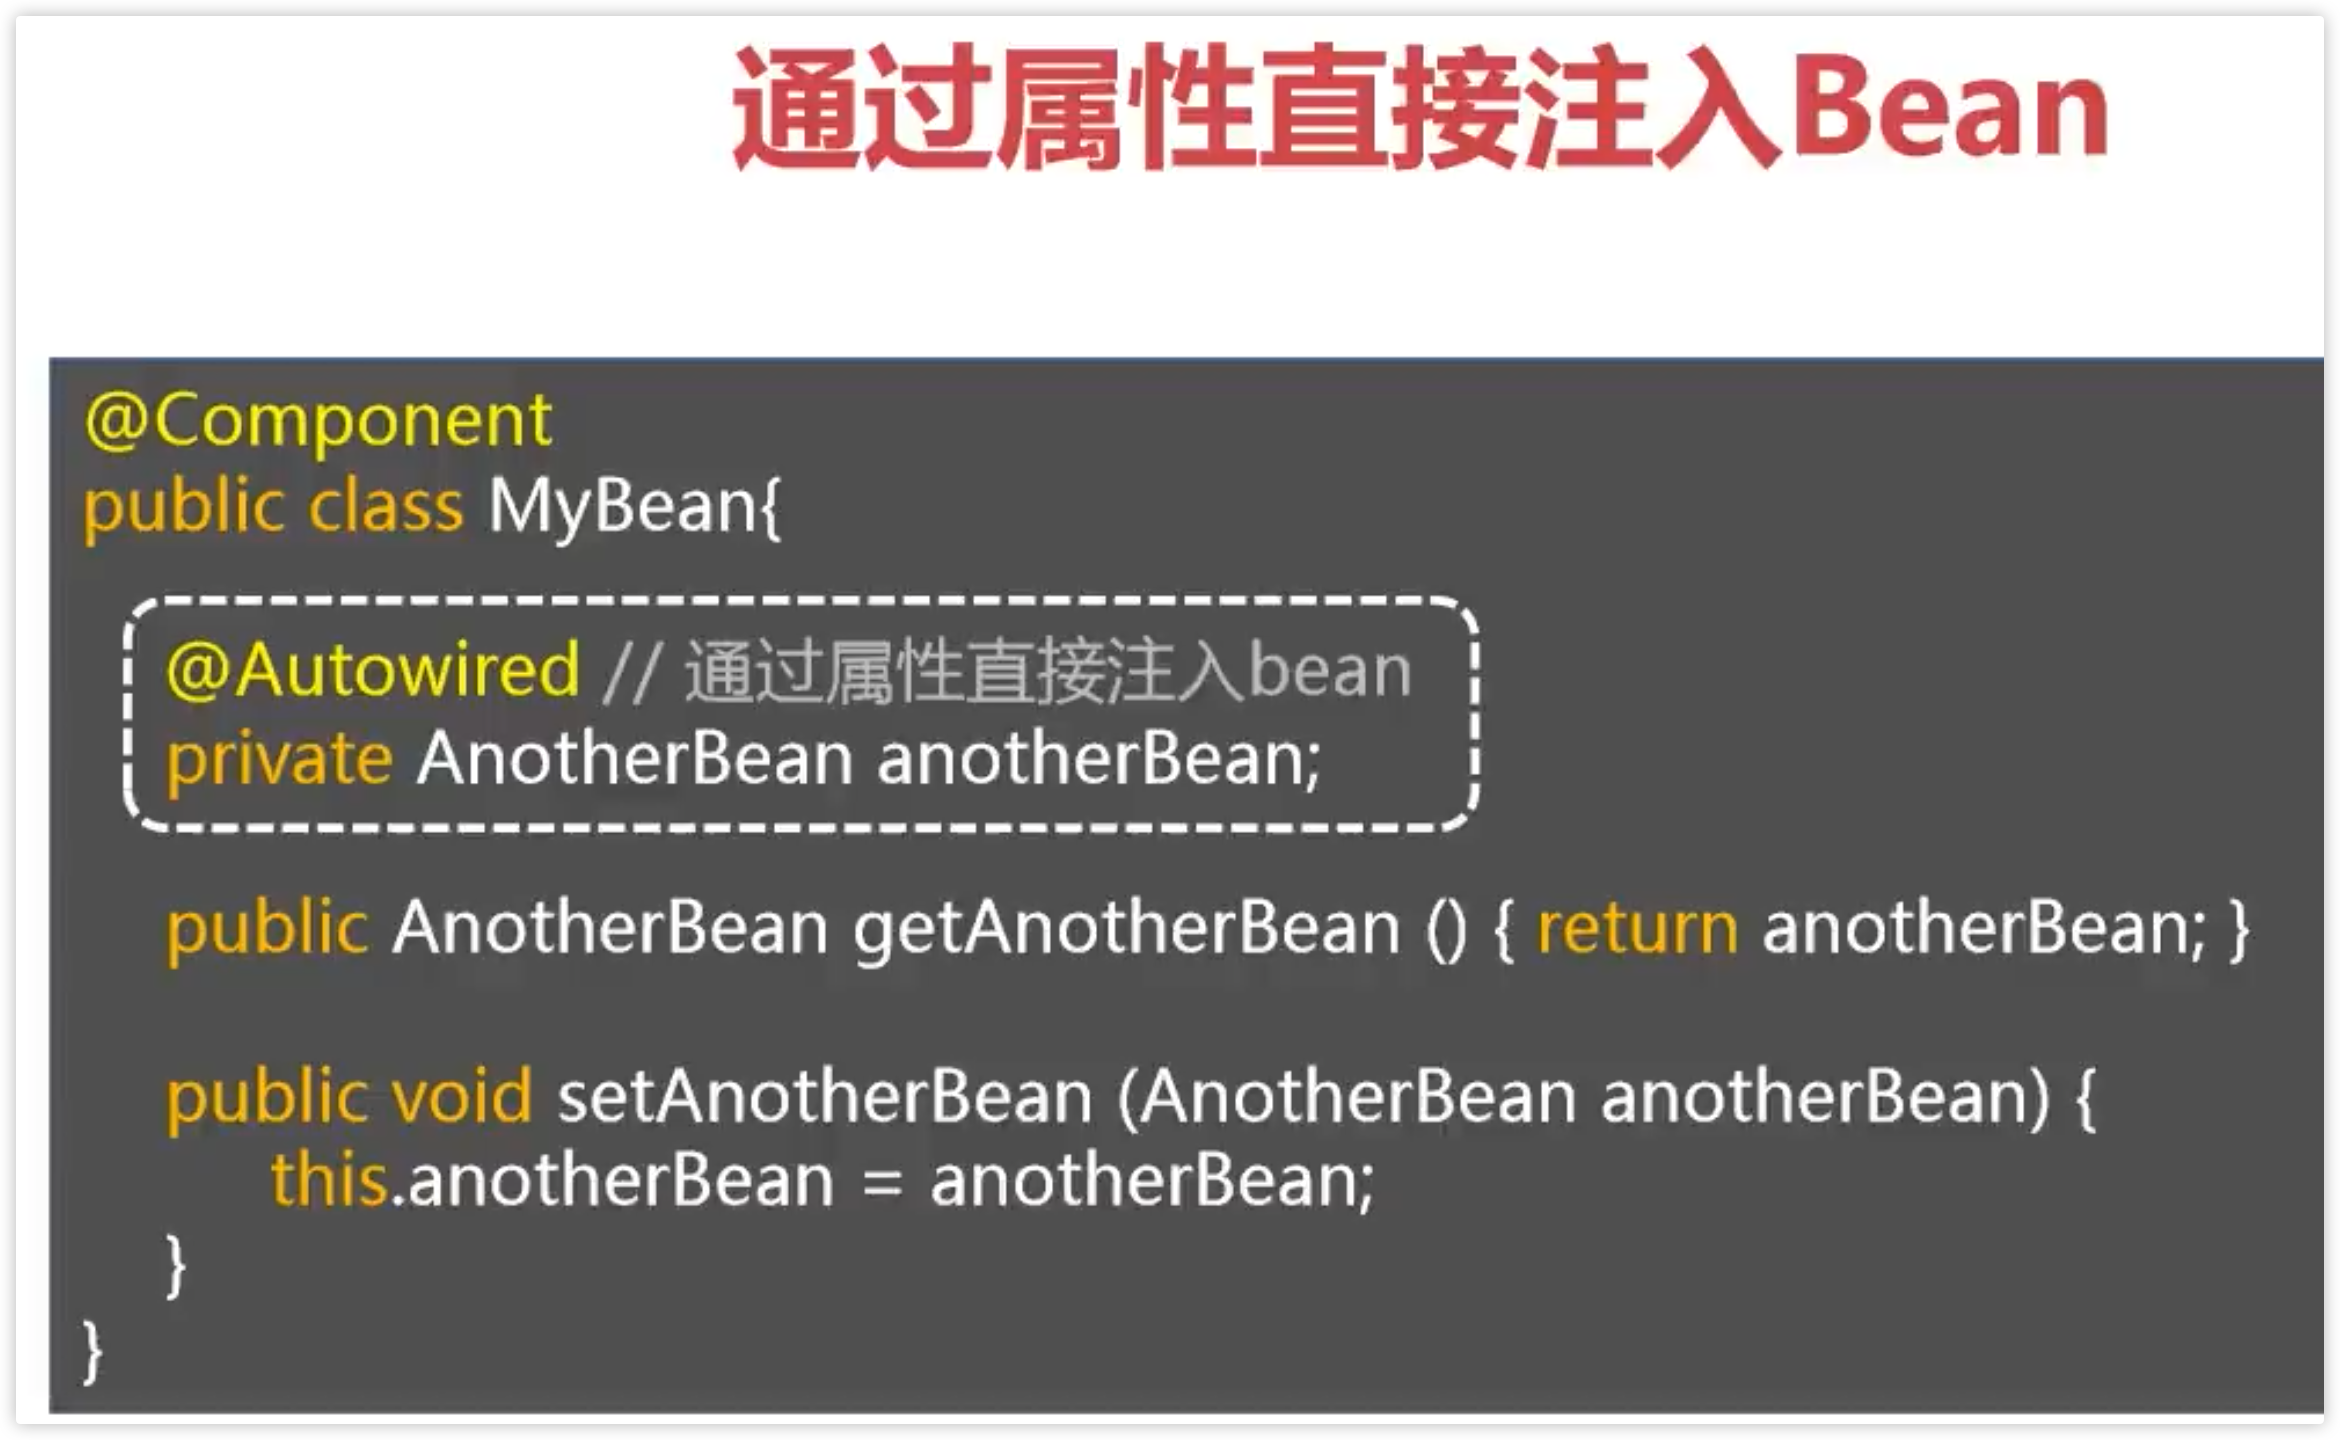 通过属性直接注入Bean
@Component
public class MyBean{
@Autowired // 通过属性直接注入bean
private AnotherBean anotherBean;
public AnotherBean getAnotherBean () { return anotherBean; }
public void setAnotherBean (AnotherBean anotherBean) {
this.anotherBean = anotherBean;
}
}